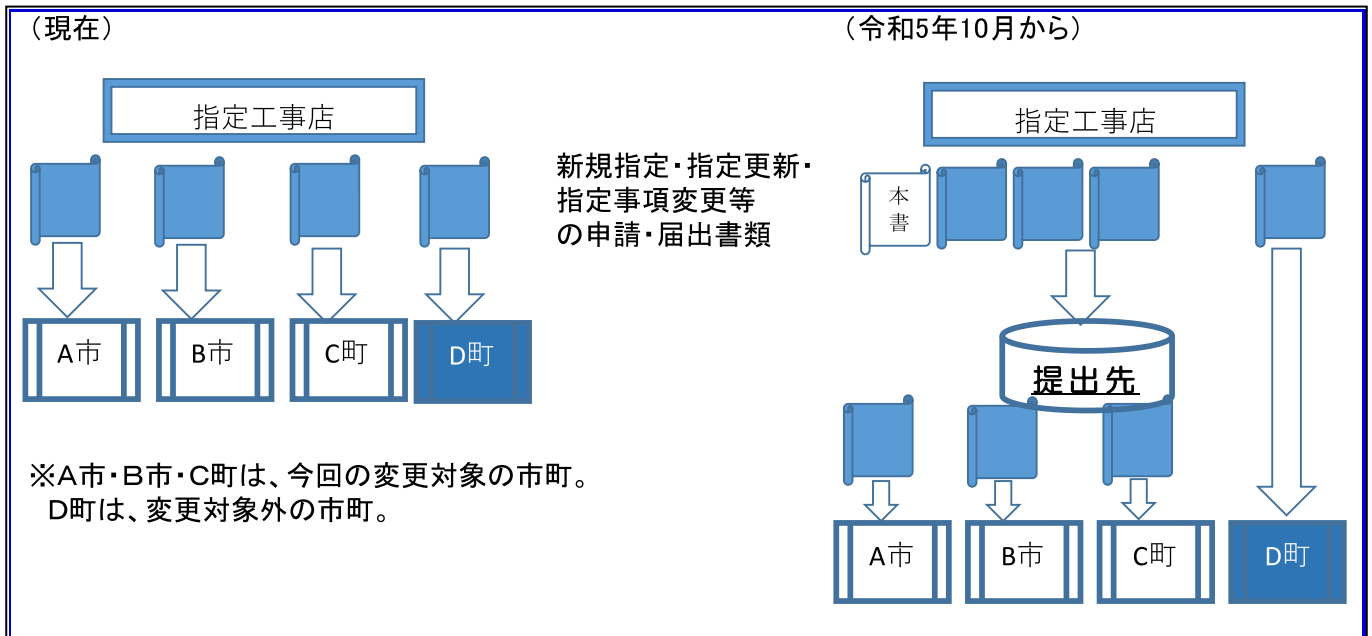 (現在)
指定工事店
A市
B市
C町
D町
※A市・B市・C町は、今回の変更対象の市町。
D町は、変更対象外の市町。
新規指定・指定更新・
指定事項変更等
の申請・届出書類
(令和5年10月から)
指定工事店
本
書
提出先
A市
B市
C町
D町